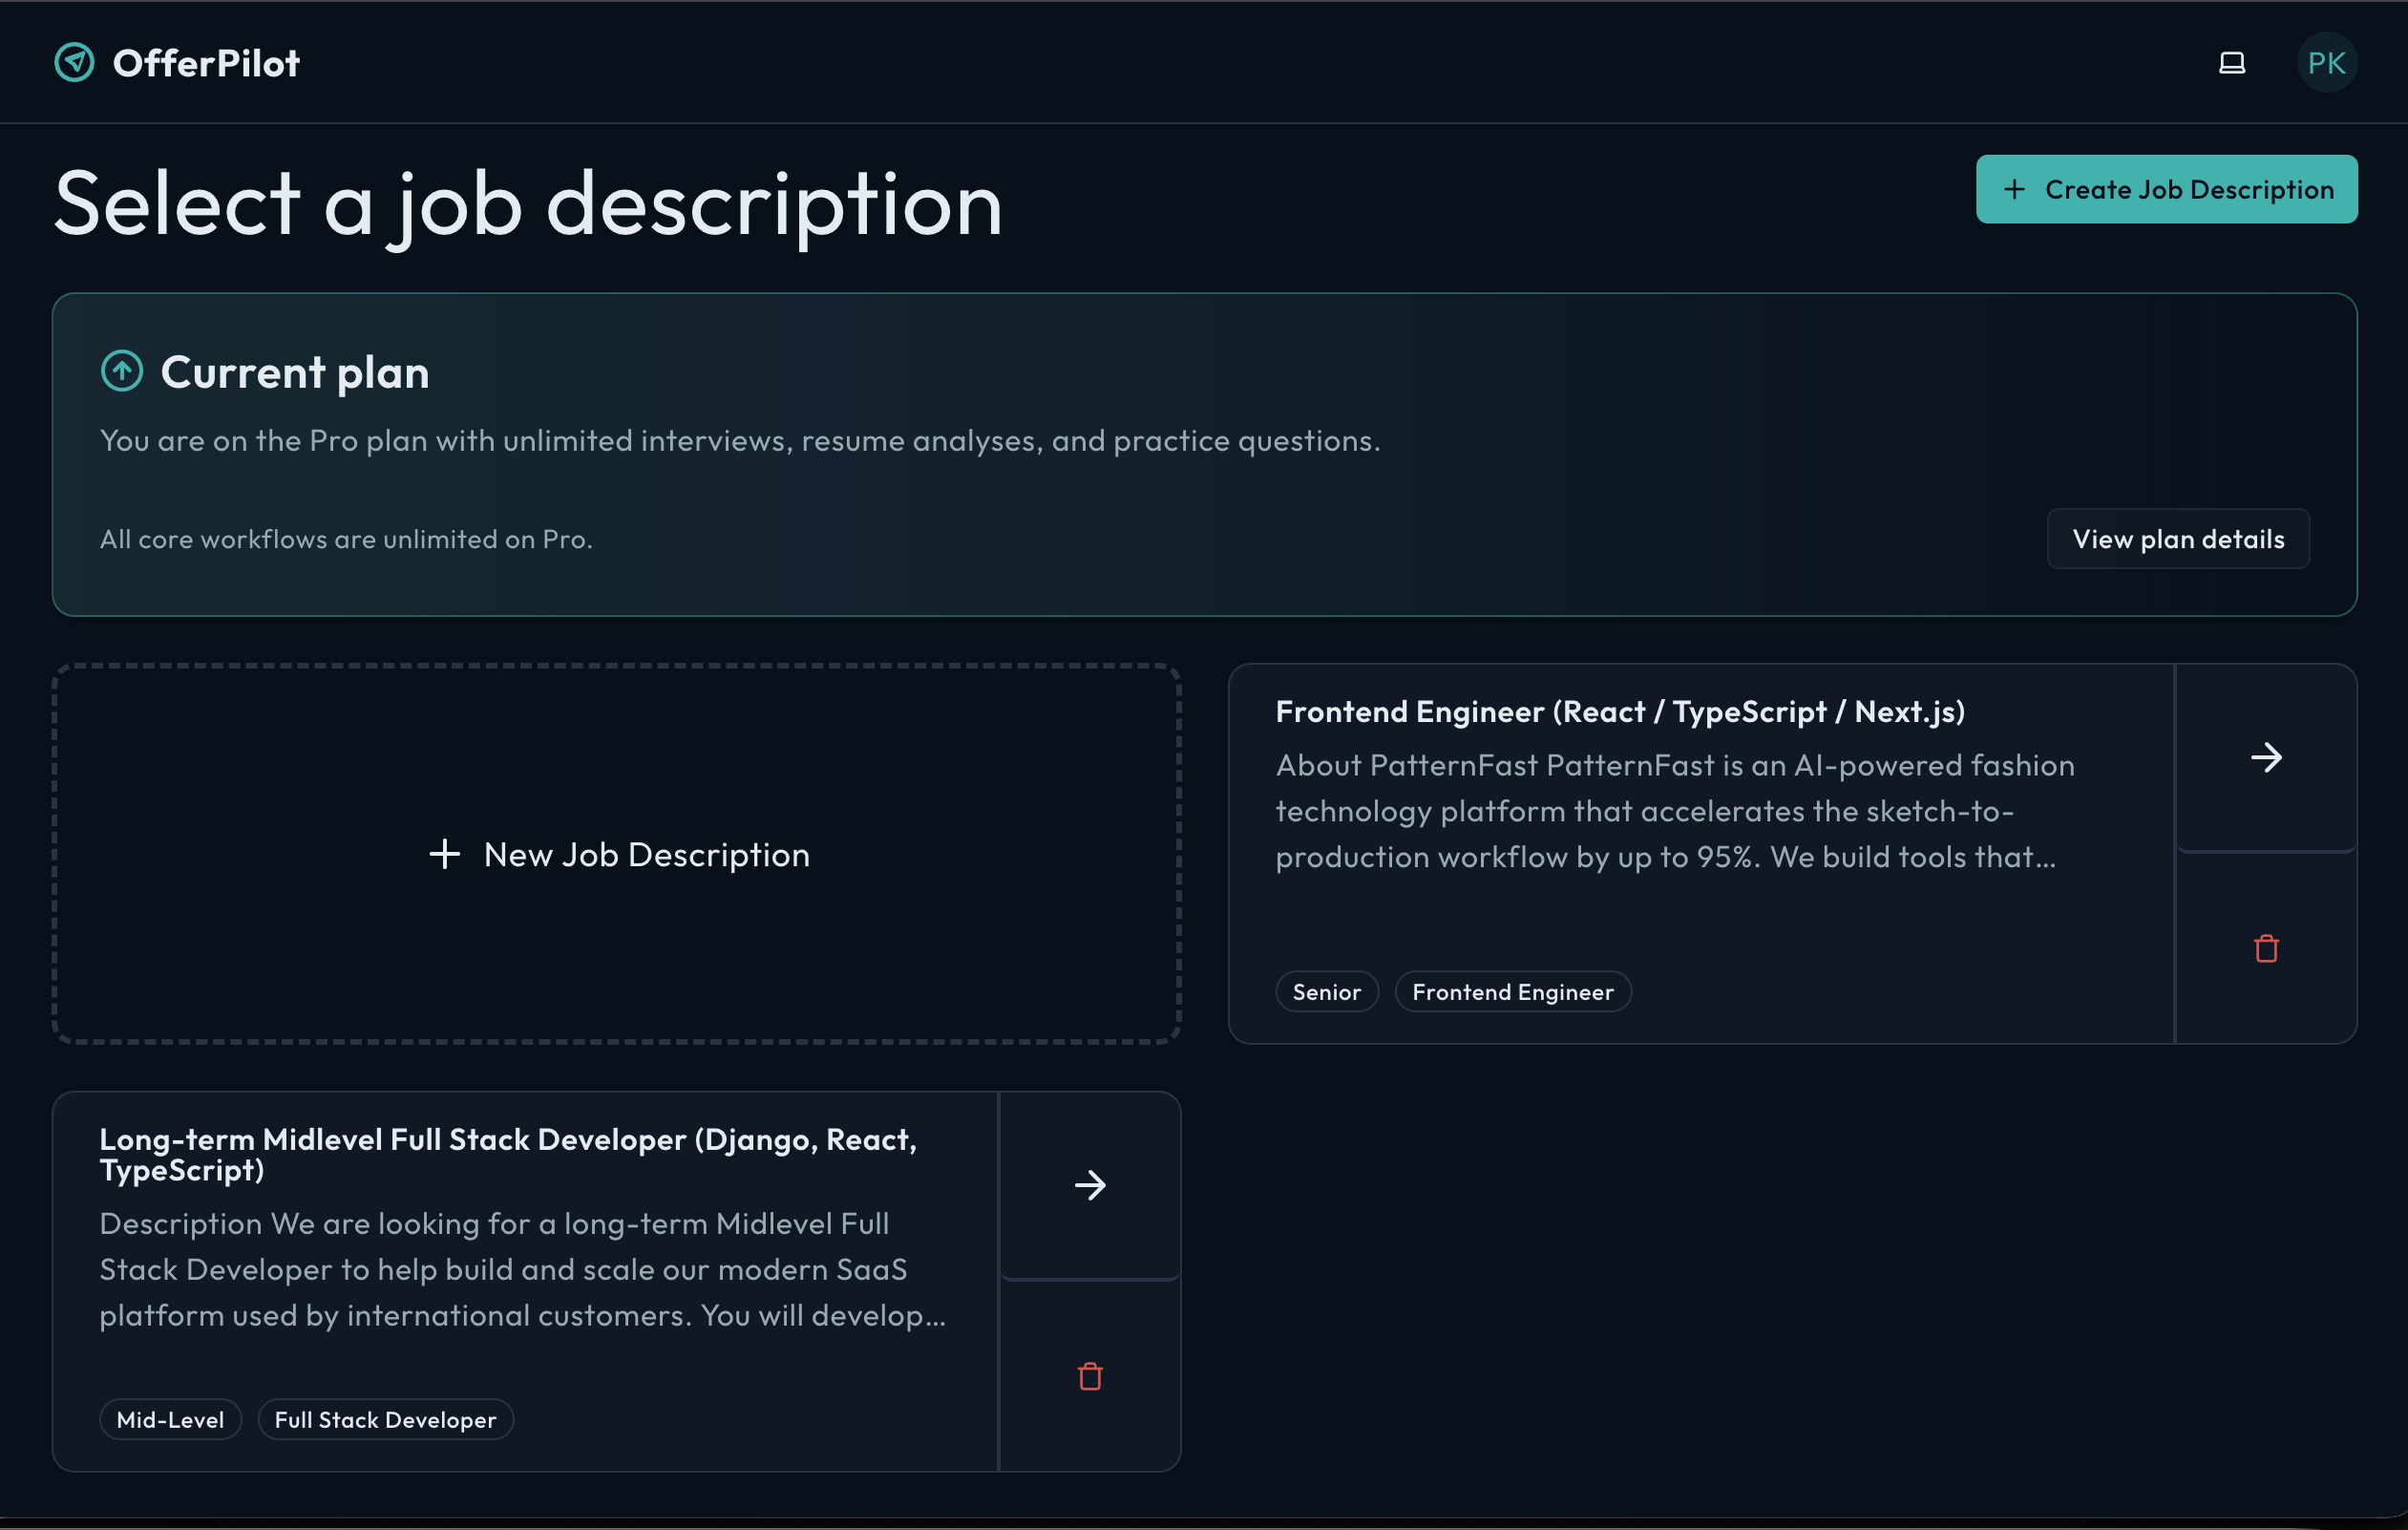 OfferPilot
PK
Select a job description
+ Create Job Description
Current plan
You are on the Pro plan with unlimited interviews, resume analyses, and practice questions.
All core workflows are unlimited on Pro.
View plan details
+ New Job Description
Frontend Engineer (React / TypeScript / Next.js)
About PatternFast PatternFast is an AI-powered fashion
technology platform that accelerates the sketch-to-
production workflow by up to 95%. We build tools that...
Senior
Frontend Engineer
Long-term Midlevel Full Stack Developer (Django, React,
TypeScript)
Description We are looking for a long-term Midlevel Full
Stack Developer to help build and scale our modern SaaS
platform used by international customers. You will develop...
Mid-Level
Full Stack Developer